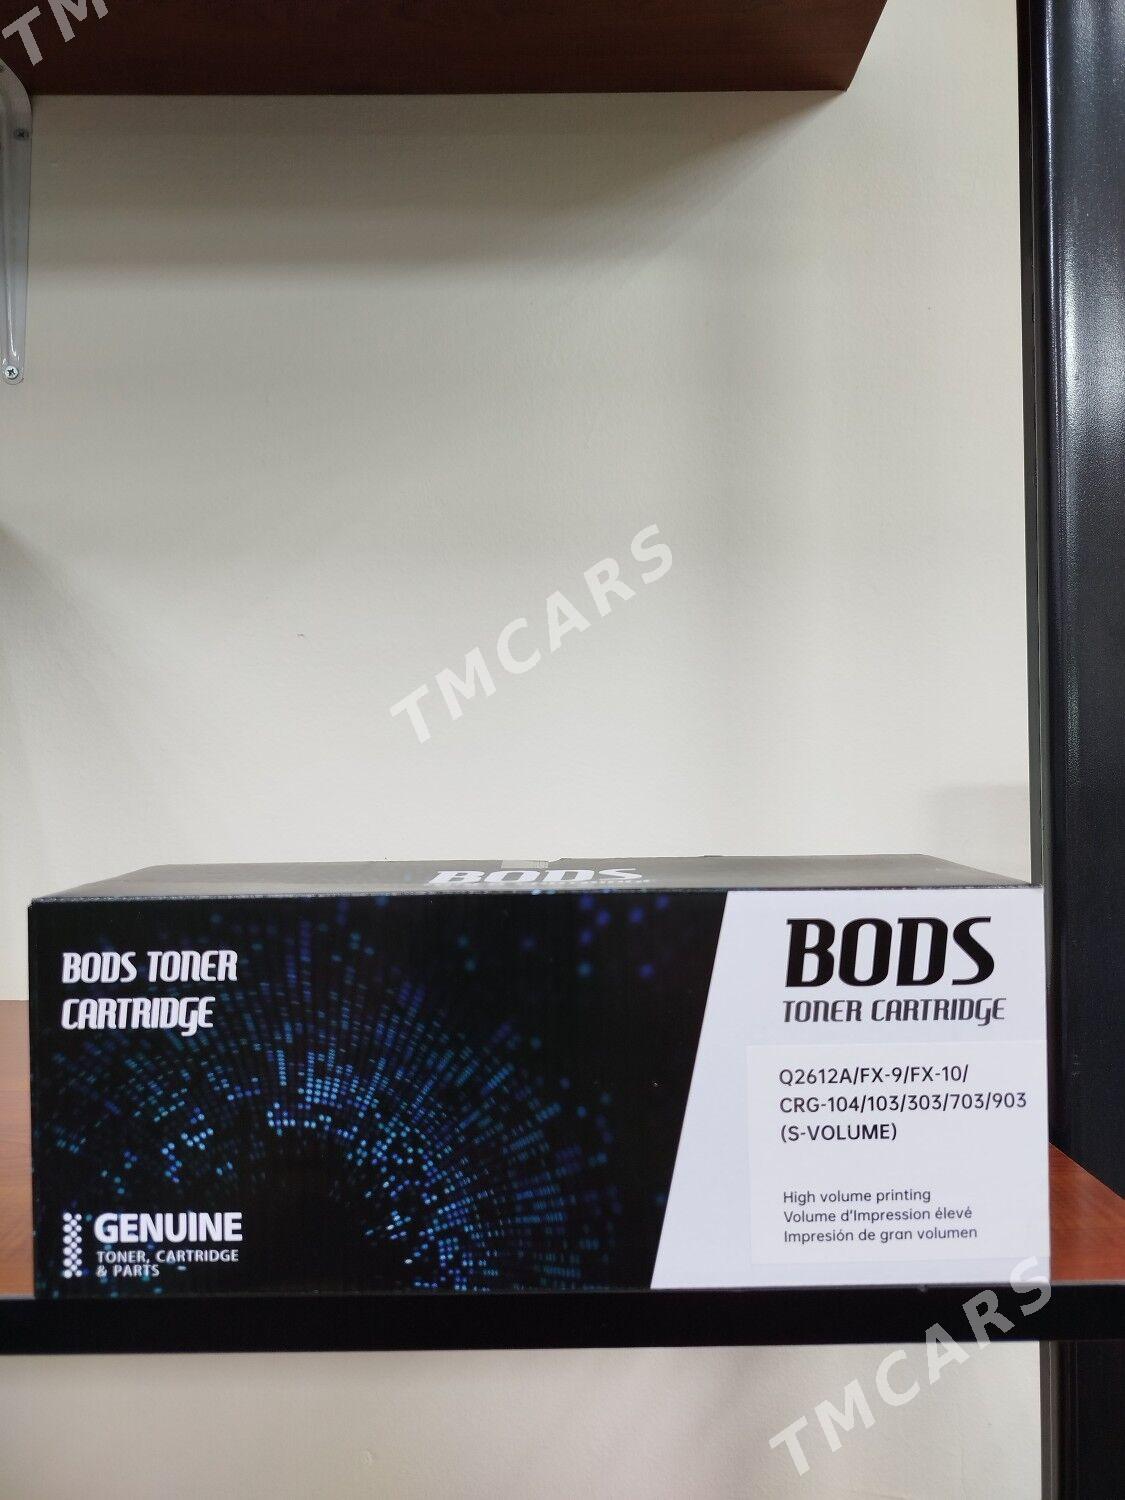 TM
TMCARS
BODS
BODS TONER
CARTRIDGE
GENUINE
TONER, CARTRIDGE
& PARTS
BODS
TONER CARTRIDGE
Q2612A/FX-9/FX-10/
CRG-104/103/303/703/903
(S-VOLUME)
High volume printing
Volume d'Impression élevé
Impresión de gran volumen
TMCARS